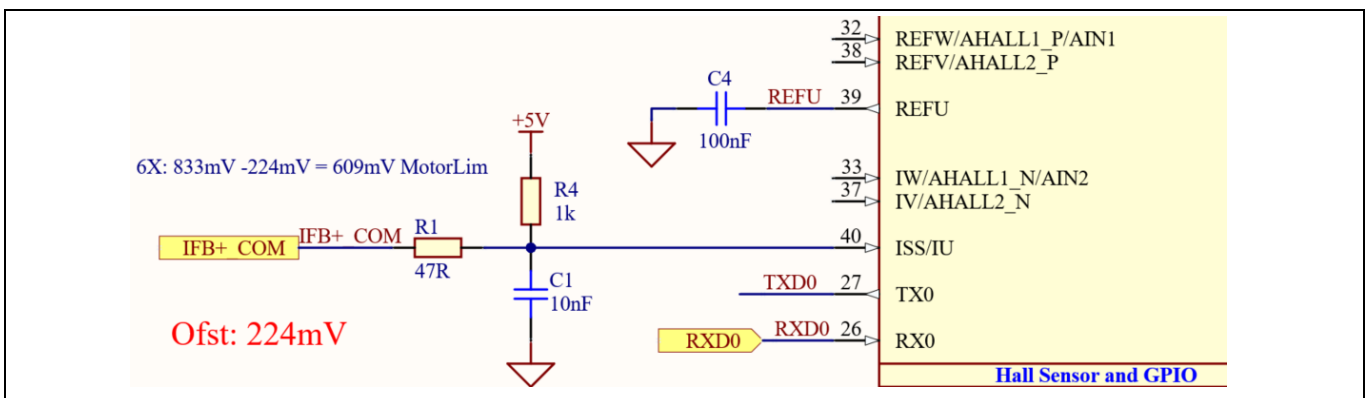 32 REFW/AHALL1_P/AIN1
38 REFV/AHALL2_P
C4
REFU 39 REFU
100nF
+5V
6X: 833mV -224mV = 609mV MotorLim
33 IW/AHALL1_N/AIN2
37 IV/AHALL2_N
R4
1k
IFB+_COM IFB+_COM R1 40 ISS/IU
47R
C1
10nF
TXD0 27 TX0
Ofst: 224mV
RXD0 RXD0 26 RX0
Hall Sensor and GPIO